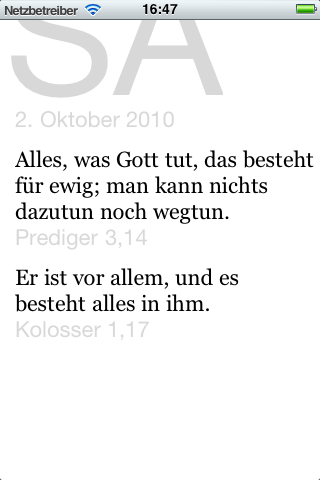 Netzbetreiber 16:47
SA
2. Oktober 2010
Alles, was Gott tut, das besteht
für ewig; man kann nichts
dazutun noch wegtun.
Prediger 3,14
Er ist vor allem, und es
besteht alles in ihm.
Kolosser 1,17